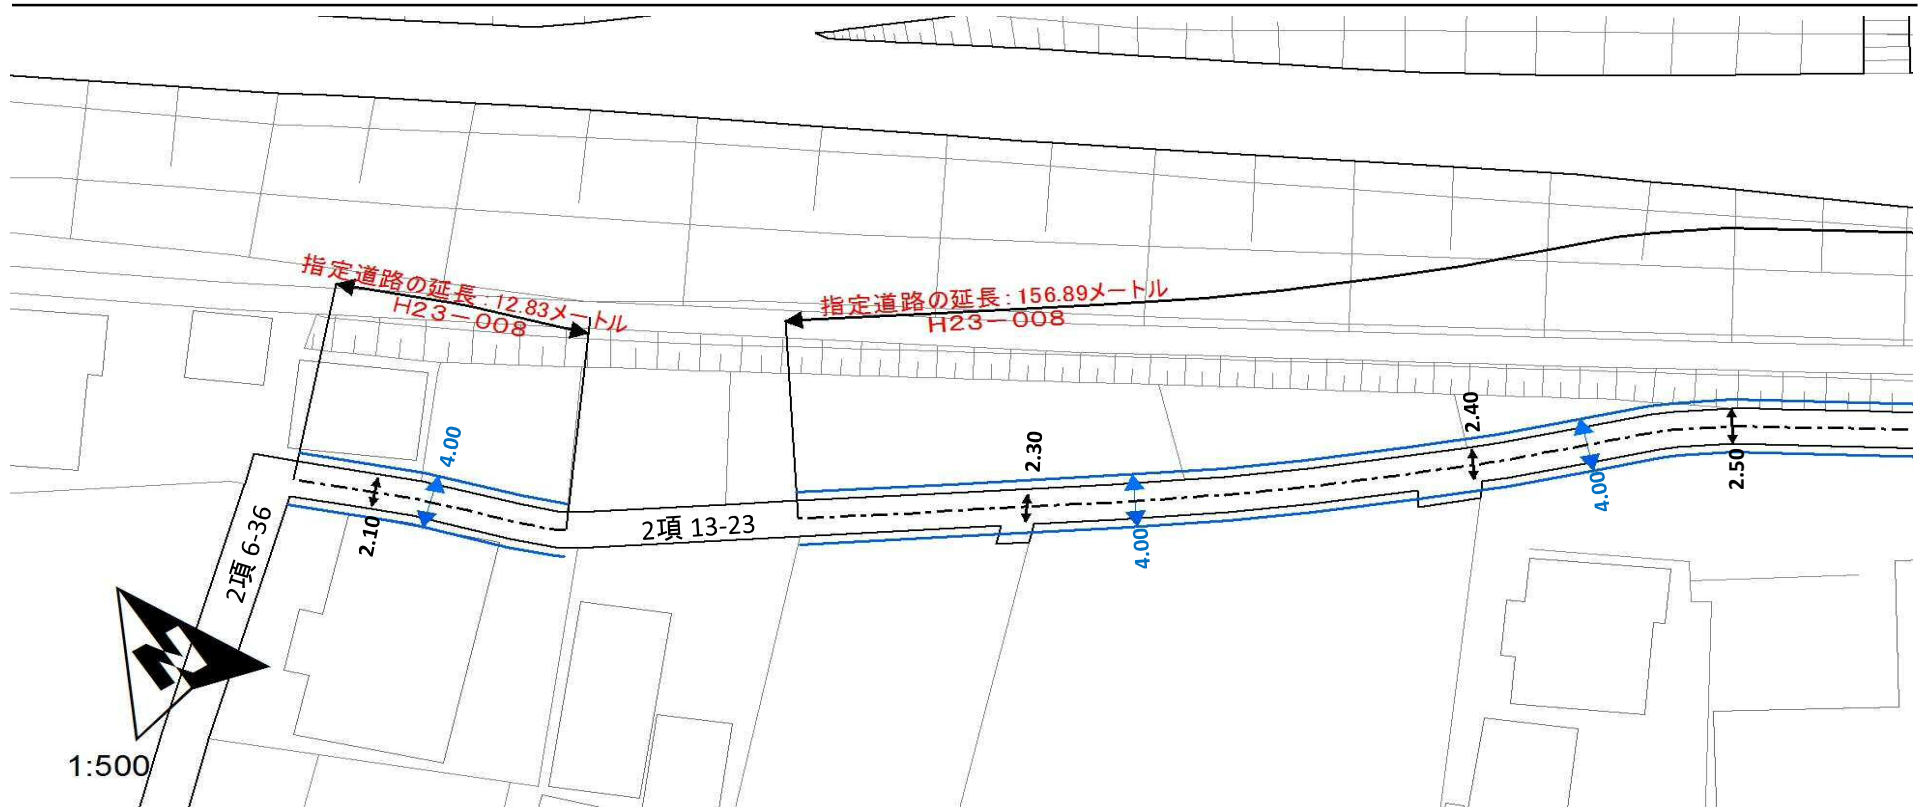 指定道路の延長：12.83メートル
H23－008
指定道路の延長：156.89メートル
H23－008
4.00
2.10
2項 6-36
2項 13-23
2.30
4.00
2.40
4.00
2.50
N
1:500